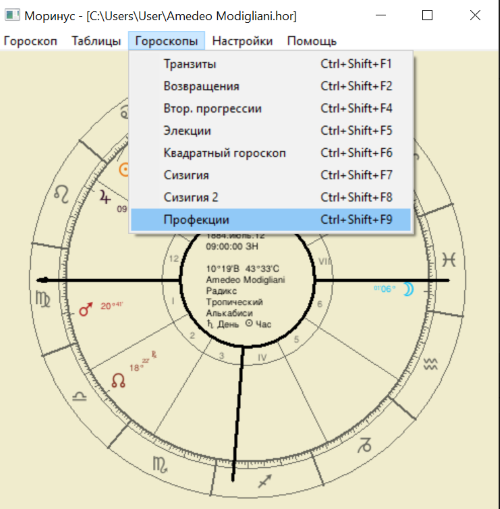 Моринус - [C:\Users\User\Amedeo Modigliani.hor]
Гороскоп Таблицы Гороскопы Настройки Помощь
Транзиты Ctrl+Shift+F1
Возвращения Ctrl+Shift+F2
Втор. прогрессии Ctrl+Shift+F4
Элекции Ctrl+Shift+F5
Квадратный гороскоп Ctrl+Shift+F6
Сизигия Ctrl+Shift+F7
Сизигия 2 Ctrl+Shift+F8
Профекции Ctrl+Shift+F9
09
1884.Июль.12
09:00:00 ЗН
10°19'В 43°33'С
Amedeo Modigliani
Радикс
Тропический
Алькабиси
♄ День ☉ Час
12
VII
I
6
2
5
3
IV
20°47'
18°22' R
06°